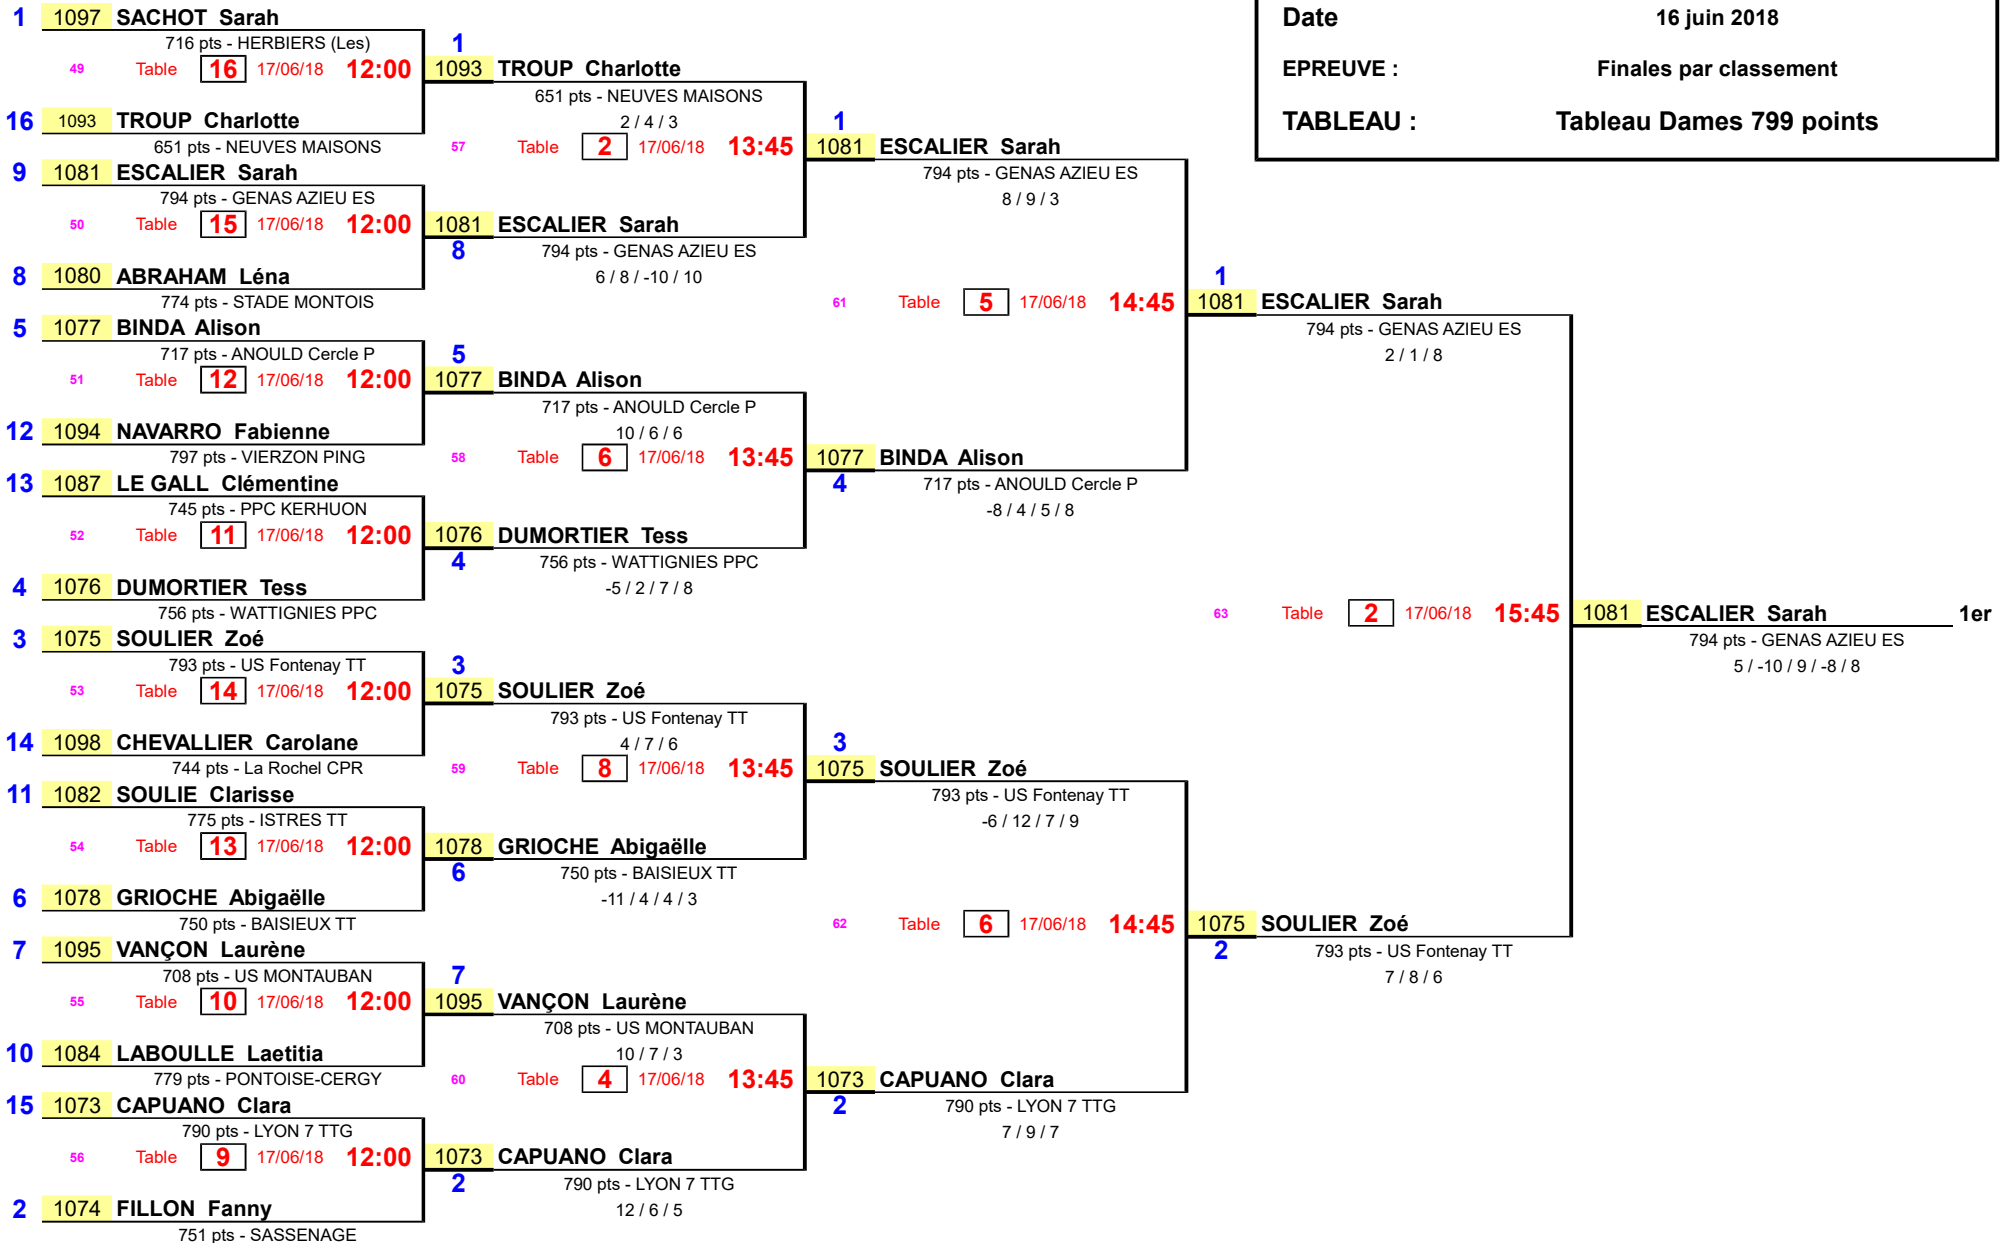 Date 16 juin 2018
EPREUVE : Finales par classement
TABLEAU : Tableau Dames 799 points
1 1097 SACHOT Sarah
716 pts - HERBIERS (Les)
49 Table 16 17/06/18 12:00
16 1093 TROUP Charlotte
651 pts - NEUVES MAISONS
9 1081 ESCALIER Sarah
794 pts - GENAS AZIEU ES
50 Table 15 17/06/18 12:00
8 1080 ABRAHAM Léna
774 pts - STADE MONTOIS
5 1077 BINDA Alison
717 pts - ANOULD Cercle P
51 Table 12 17/06/18 12:00
12 1094 NAVARRO Fabienne
797 pts - VIERZON PING
13 1087 LE GALL Clémentine
745 pts - PPC KERHUON
52 Table 11 17/06/18 12:00
4 1076 DUMORTIER Tess
756 pts - WATTIGNIES PPC
3 1075 SOULIER Zoé
793 pts - US Fontenay TT
53 Table 14 17/06/18 12:00
14 1098 CHEVALLIER Carolane
744 pts - La Rochel CPR
11 1082 SOULIE Clarisse
775 pts - ISTRES TT
54 Table 13 17/06/18 12:00
6 1078 GRIOCHE Abigaëlle
750 pts - BAISIEUX TT
7 1095 VANÇON Laurène
708 pts - US MONTAUBAN
55 Table 10 17/06/18 12:00
10 1084 LABOULLE Laetitia
779 pts - PONTOISE-CERGY
15 1073 CAPUANO Clara
790 pts - LYON 7 TTG
56 Table 9 17/06/18 12:00
2 1074 FILLON Fanny
751 pts - SASSENAGE
1
1093 TROUP Charlotte
651 pts - NEUVES MAISONS
2 / 4 / 3
57 Table 2 17/06/18 13:45
1081 ESCALIER Sarah
8
794 pts - GENAS AZIEU ES
6 / 8 / -10 / 10
5
1077 BINDA Alison
717 pts - ANOULD Cercle P
10 / 6 / 6
58 Table 6 17/06/18 13:45
1076 DUMORTIER Tess
4
756 pts - WATTIGNIES PPC
-5 / 2 / 7 / 8
3
1075 SOULIER Zoé
793 pts - US Fontenay TT
4 / 7 / 6
59 Table 8 17/06/18 13:45
1078 GRIOCHE Abigaëlle
6
750 pts - BAISIEUX TT
-11 / 4 / 4 / 3
7
1095 VANÇON Laurène
708 pts - US MONTAUBAN
10 / 7 / 3
60 Table 4 17/06/18 13:45
1073 CAPUANO Clara
2
790 pts - LYON 7 TTG
12 / 6 / 5
1
1081 ESCALIER Sarah
794 pts - GENAS AZIEU ES
8 / 9 / 3
61 Table 5 17/06/18 14:45
1077 BINDA Alison
4
717 pts - ANOULD Cercle P
-8 / 4 / 5 / 8
3
1075 SOULIER Zoé
793 pts - US Fontenay TT
-6 / 12 / 7 / 9
62 Table 6 17/06/18 14:45
1073 CAPUANO Clara
2
790 pts - LYON 7 TTG
7 / 9 / 7
1
1081 ESCALIER Sarah
794 pts - GENAS AZIEU ES
2 / 1 / 8
63 Table 2 17/06/18 15:45
1075 SOULIER Zoé
2
793 pts - US Fontenay TT
7 / 8 / 6
1081 ESCALIER Sarah 1er
794 pts - GENAS AZIEU ES
5 / -10 / 9 / -8 / 8